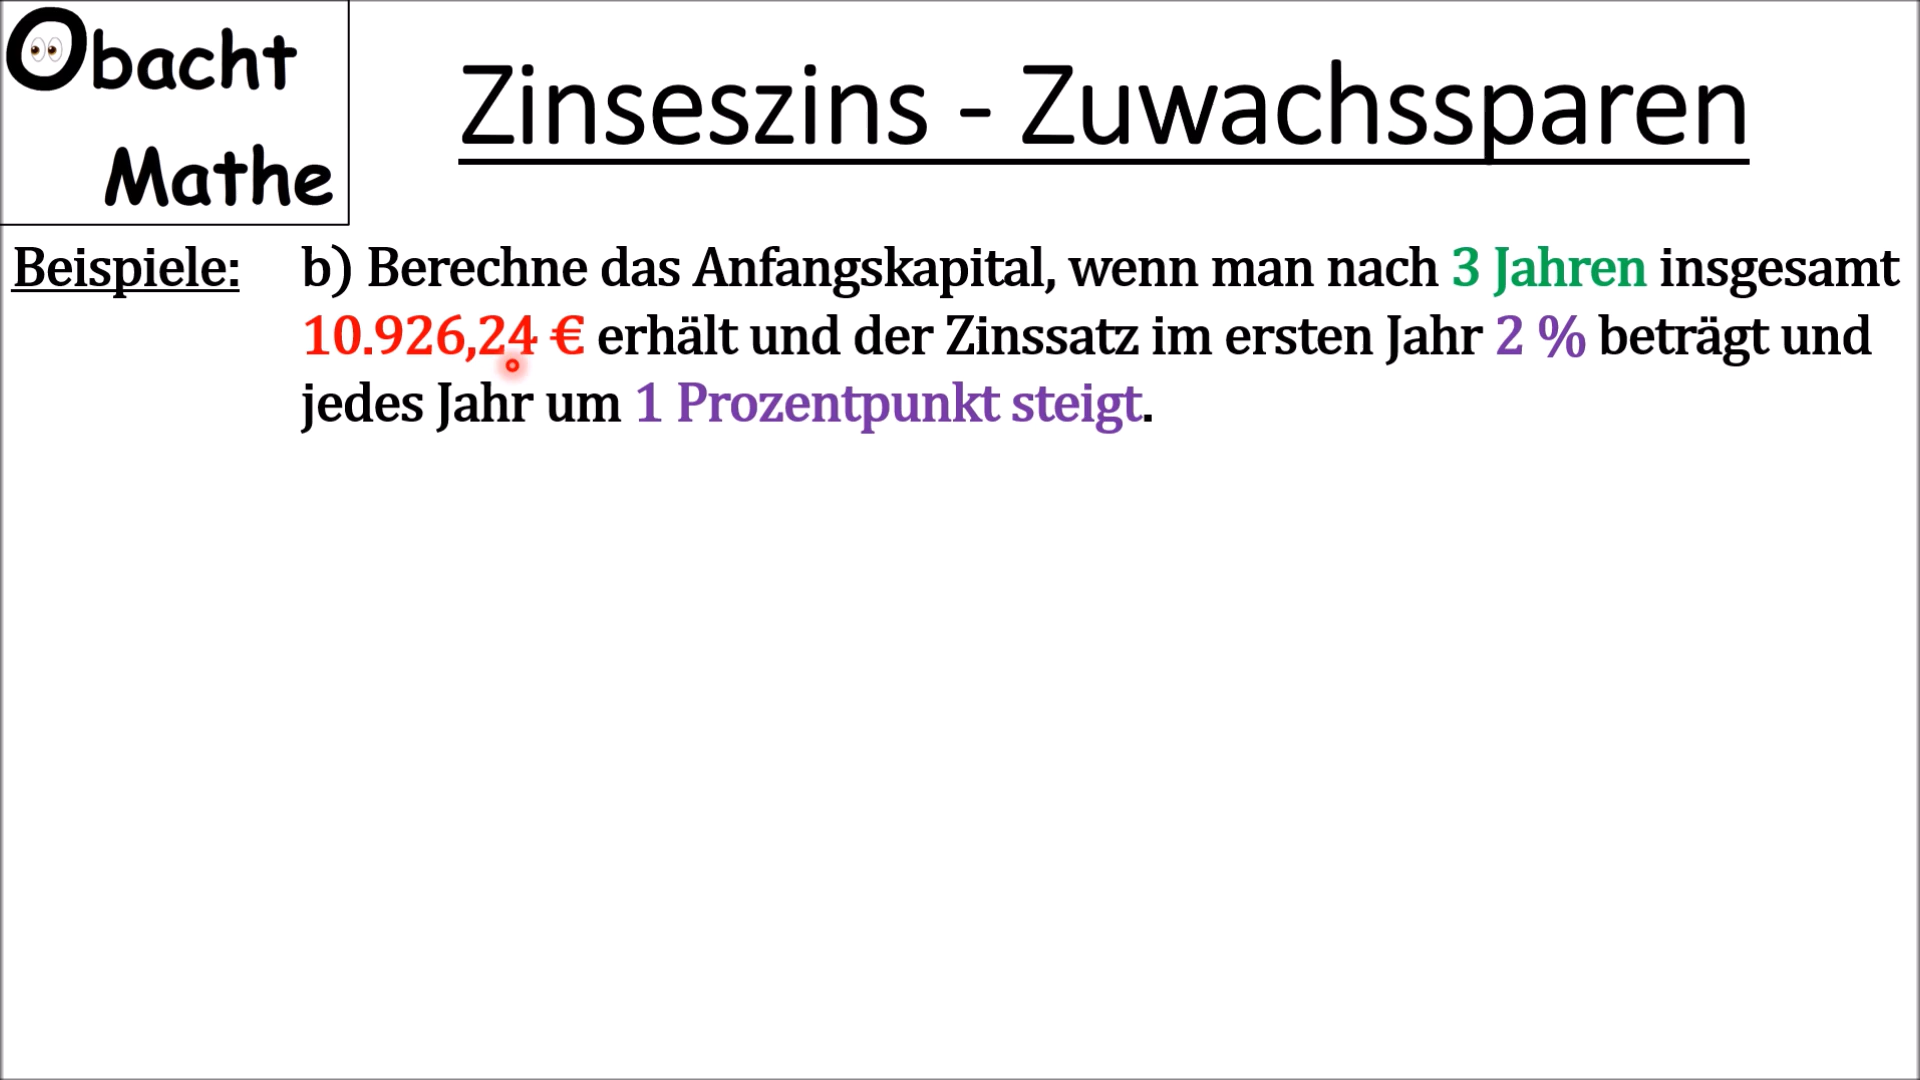 Obacht
Mathe
Zinseszins - Zuwachssparen
Beispiele: b) Berechne das Anfangskapital, wenn man nach 3 Jahren insgesamt
10.926,24 € erhält und der Zinssatz im ersten Jahr 2 % beträgt und
jedes Jahr um 1 Prozentpunkt steigt.